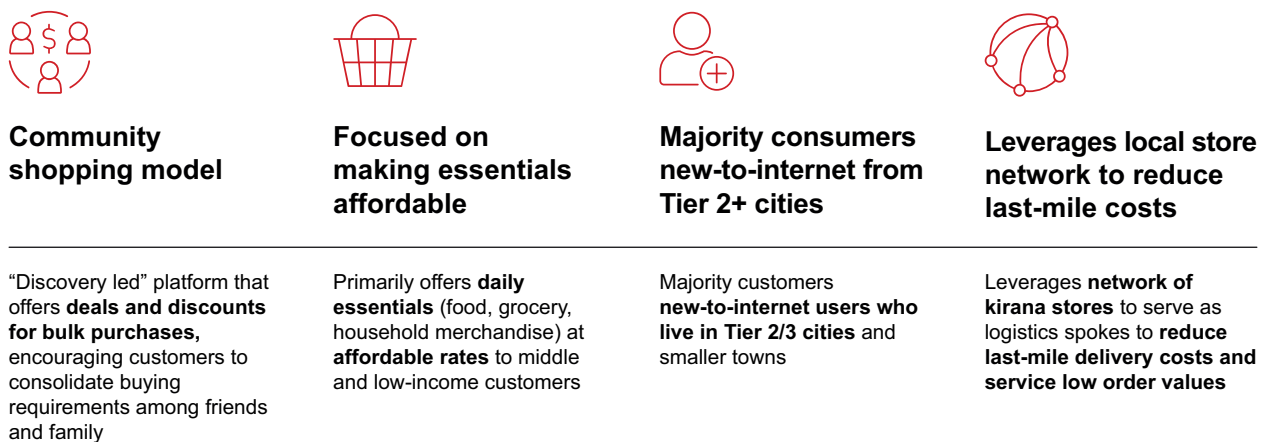 $
Community
shopping model
Focused on
making essentials
affordable
Majority consumers
new-to-internet from
Tier 2+ cities
Leverages local store
network to reduce
last-mile costs
“Discovery led” platform that
offers deals and discounts
for bulk purchases,
encouraging customers to
consolidate buying
requirements among friends
and family
Primarily offers daily
essentials (food, grocery,
household merchandise) at
affordable rates to middle
and low-income customers
Majority customers
new-to-internet users who
live in Tier 2/3 cities and
smaller towns
Leverages network of
kirana stores to serve as
logistics spokes to reduce
last-mile delivery costs and
service low order values